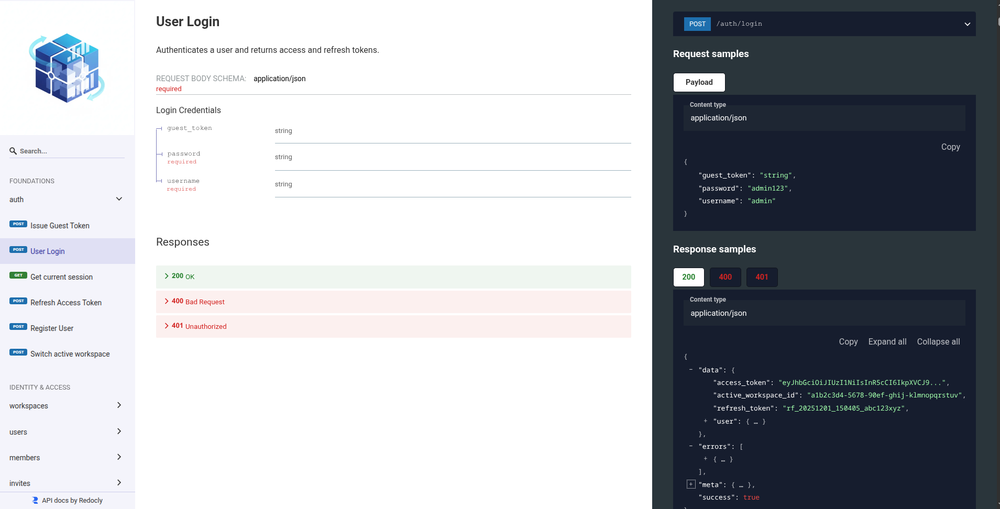 Search...
FOUNDATIONS
auth
POST Issue Guest Token
POST User Login
GET Get current session
POST Refresh Access Token
POST Register User
POST Switch active workspace
IDENTITY & ACCESS
workspaces
users
members
invites
API docs by Redocly
User Login
Authenticates a user and returns access and refresh tokens.
REQUEST BODY SCHEMA: application/json
required
Login Credentials
guest_token string
password string
required
username string
required
Responses
200 OK
400 Bad Request
401 Unauthorized
POST /auth/login
Request samples
Payload
Content type
application/json
Copy
{
"guest_token": "string",
"password": "admin123",
"username": "admin"
}
Response samples
200 400 401
Content type
application/json
Copy Expand all Collapse all
{
- "data": {
"access_token": "eyJhbGciOiJIUzI1NiIsInR5cCI6IkpXVCJ9...",
"active_workspace_id": "a1b2c3d4-5678-90ef-ghij-klmnopqrstuv",
"refresh_token": "rf_20251201_150405_abc123xyz",
+ "user": { … }
},
- "errors": [
+ { … }
],
+ "meta": { … },
"success": true